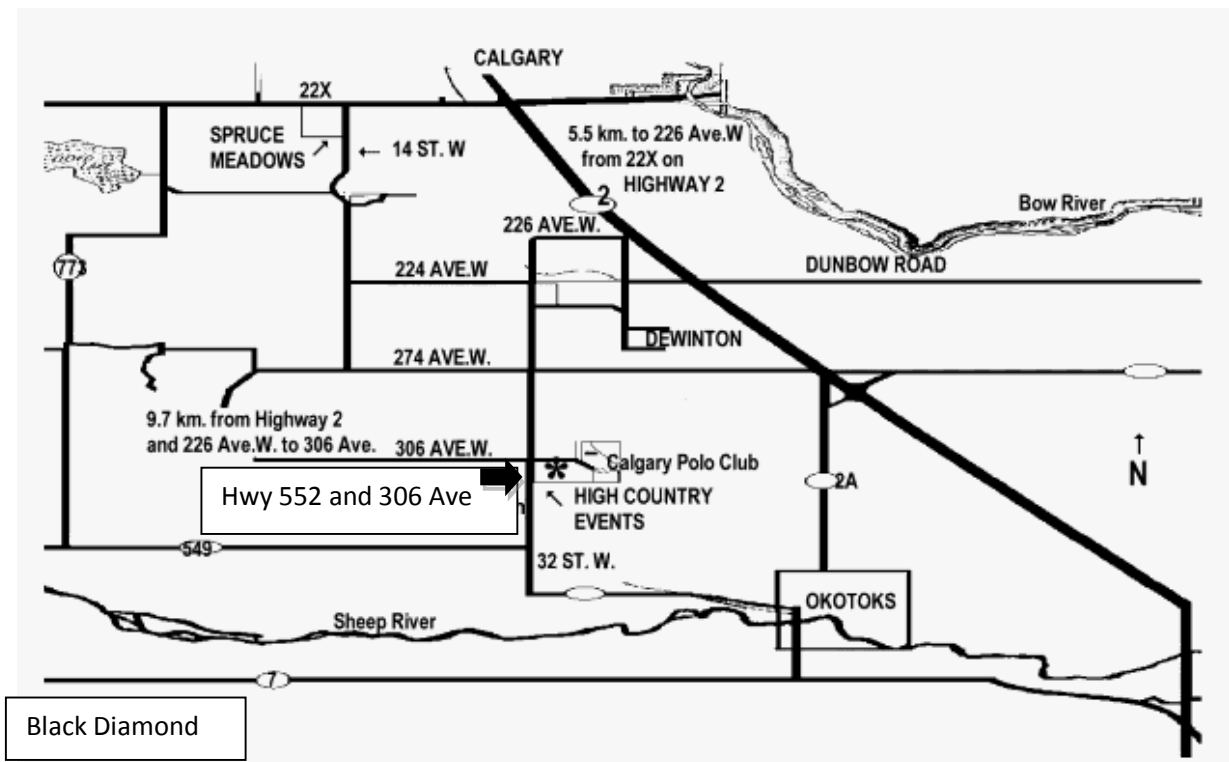 CALGARY
22X
SPRUCE
MEADOWS
14 ST. W
5.5 km. to 226 Ave.W
from 22X on
HIGHWAY 2
2
Bow River
226 AVE.W.
773
224 AVE.W
DUNBOW ROAD
DEWINTON
274 AVE.W.
9.7 km. from Highway 2
and 226 Ave.W. to 306 Ave.
306 AVE.W.
Calgary Polo Club
N
Hwy 552 and 306 Ave
2A
HIGH COUNTRY
EVENTS
549
32 ST. W.
OKOTOKS
Sheep River
7
Black Diamond